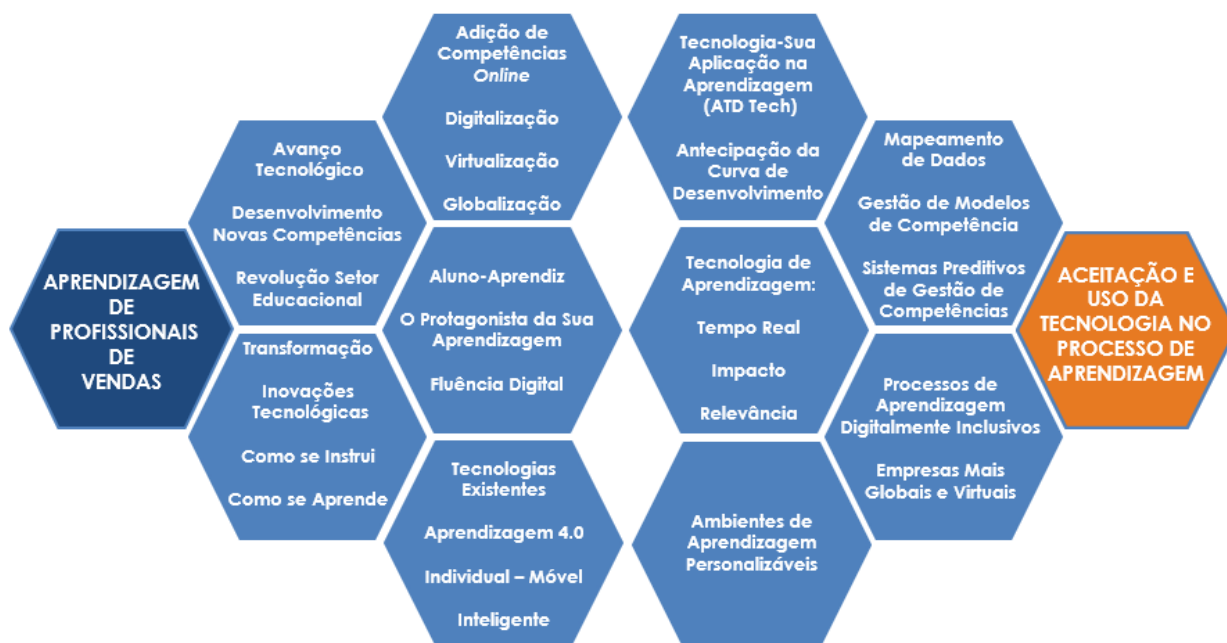 APRENDIZAGEM
DE
PROFISSIONAIS
DE
VENDAS
Avanço
Tecnológico
Desenvolvimento
Novas Competências
Revolução Setor
Educacional
Transformação
Inovações
Tecnológicas
Como se Instrui
Como se Aprende
Adição de
Competências
Online
Digitalização
Virtualização
Globalização
Aluno-Aprendiz
O Protagonista da Sua
Aprendizagem
Fluência Digital
Tecnologias
Existentes
Aprendizagem 4.0
Individual – Móvel
Inteligente
Tecnologia-Sua
Aplicação na
Aprendizagem
(ATD Tech)
Antecipação da
Curva de
Desenvolvimento
Tecnologia de
Aprendizagem:
Tempo Real
Impacto
Relevância
Ambientes de
Aprendizagem
Personalizáveis
Mapeamento
de Dados
Gestão de Modelos
de Competência
Sistemas Preditivos
de Gestão de
Competências
Processos de
Aprendizagem
Digitalmente Inclusivos
Empresas Mais
Globais e Virtuais
ACEITAÇÃO E
USO DA
TECNOLOGIA NO
PROCESSO DE
APRENDIZAGEM